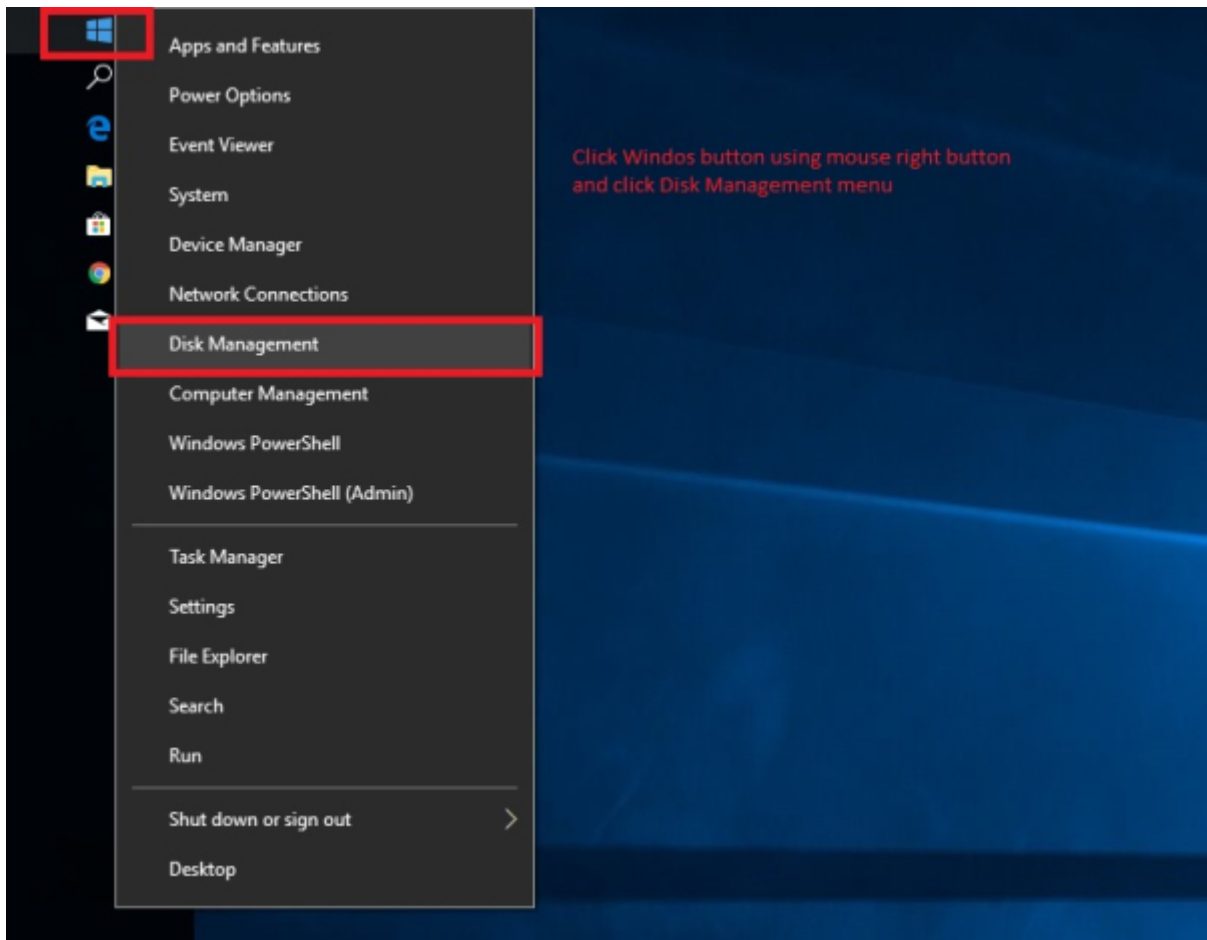 Apps and Features
Power Options
Event Viewer
Click Windos button using mouse right button
and click Disk Management menu
System
Device Manager
Network Connections
Disk Management
Computer Management
Windows PowerShell
Windows PowerShell (Admin)
Task Manager
Settings
File Explorer
Search
Run
Shut down or sign out
Desktop